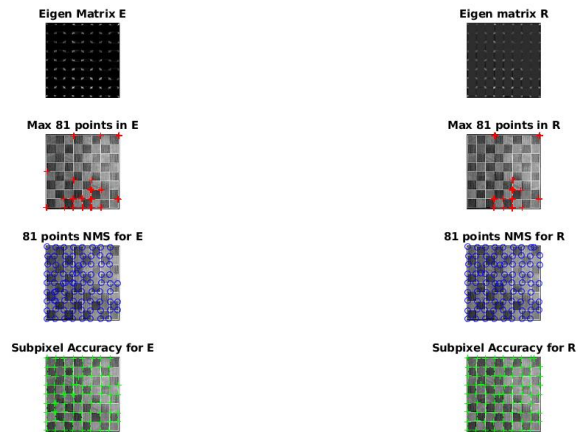 Eigen Matrix E
Eigen matrix R
Max 81 points in E
Max 81 points in R
81 points NMS for E
81 points NMS for R
Subpixel Accuracy for E
Subpixel Accuracy for R